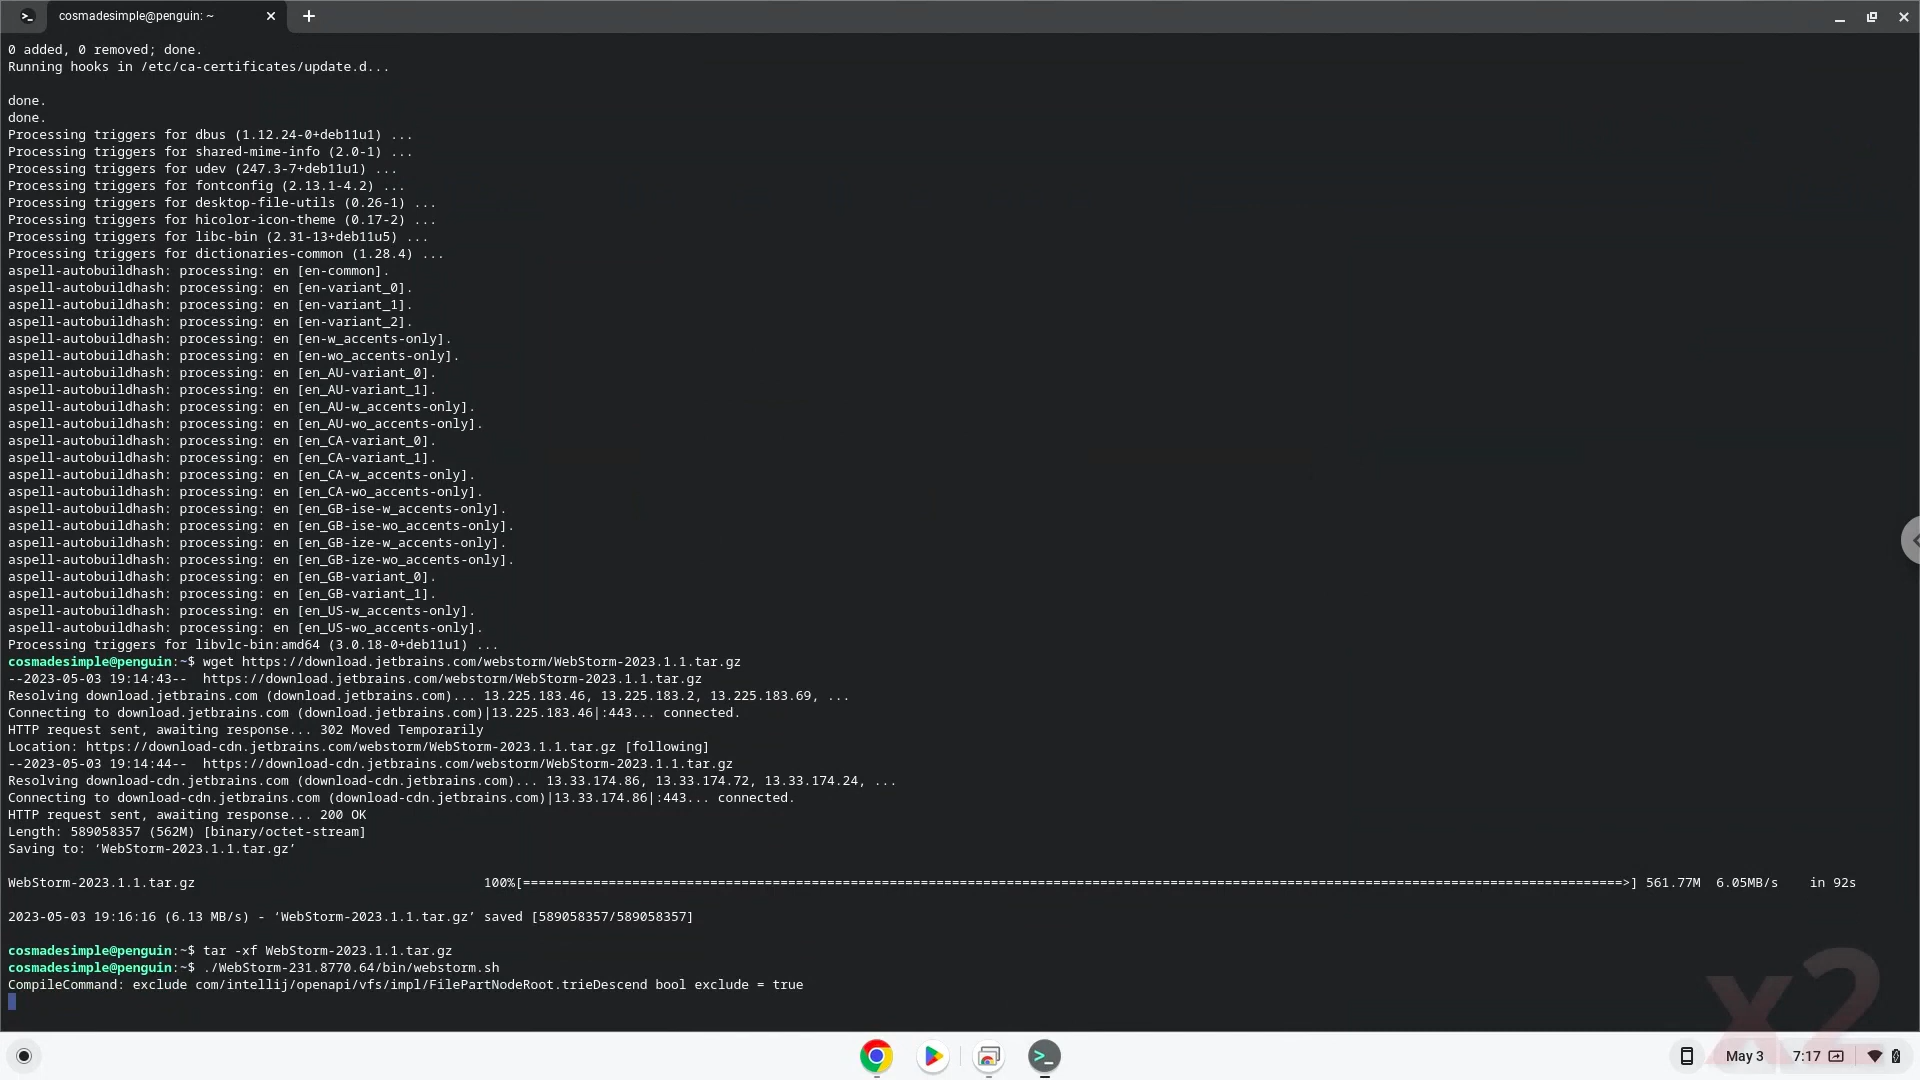 cosmadesimple@penguin: ~
0 added, 0 removed; done.
Running hooks in /etc/ca-certificates/update.d...
done.
done.
Processing triggers for dbus (1.12.24-0+deb11u1) ...
Processing triggers for shared-mime-info (2.0-1) ...
Processing triggers for udev (247.3-7+deb11u1) ...
Processing triggers for fontconfig (2.13.1-4.2) ...
Processing triggers for desktop-file-utils (0.26-1) ...
Processing triggers for hicolor-icon-theme (0.17-2) ...
Processing triggers for libc-bin (2.31-13+deb11u5) ...
Processing triggers for dictionaries-common (1.28.4) ...
aspell-autobuildhash: processing: en [en-common].
aspell-autobuildhash: processing: en [en-variant_0].
aspell-autobuildhash: processing: en [en-variant_1].
aspell-autobuildhash: processing: en [en-variant_2].
aspell-autobuildhash: processing: en [en-w_accents-only].
aspell-autobuildhash: processing: en [en-wo_accents-only].
aspell-autobuildhash: processing: en [en_AU-variant_0].
aspell-autobuildhash: processing: en [en_AU-variant_1].
aspell-autobuildhash: processing: en [en_AU-w_accents-only].
aspell-autobuildhash: processing: en [en_AU-wo_accents-only].
aspell-autobuildhash: processing: en [en_CA-variant_0].
aspell-autobuildhash: processing: en [en_CA-variant_1].
aspell-autobuildhash: processing: en [en_CA-w_accents-only].
aspell-autobuildhash: processing: en [en_CA-wo_accents-only].
aspell-autobuildhash: processing: en [en_GB-ise-w_accents-only].
aspell-autobuildhash: processing: en [en_GB-ise-wo_accents-only].
aspell-autobuildhash: processing: en [en_GB-ize-w_accents-only].
aspell-autobuildhash: processing: en [en_GB-ize-wo_accents-only].
aspell-autobuildhash: processing: en [en_GB-variant_0].
aspell-autobuildhash: processing: en [en_GB-variant_1].
aspell-autobuildhash: processing: en [en_US-w_accents-only].
aspell-autobuildhash: processing: en [en_US-wo_accents-only].
Processing triggers for libvlc-bin:amd64 (3.0.18-0+deb11u1) ...
cosmadesimple@penguin:~$ wget https://download.jetbrains.com/webstorm/WebStorm-2023.1.1.tar.gz
--2023-05-03 19:14:43--  https://download.jetbrains.com/webstorm/WebStorm-2023.1.1.tar.gz
Resolving download.jetbrains.com (download.jetbrains.com)... 13.225.183.46, 13.225.183.2, 13.225.183.69, ...
Connecting to download.jetbrains.com (download.jetbrains.com)|13.225.183.46|:443... connected.
HTTP request sent, awaiting response... 302 Moved Temporarily
Location: https://download-cdn.jetbrains.com/webstorm/WebStorm-2023.1.1.tar.gz [following]
--2023-05-03 19:14:44--  https://download-cdn.jetbrains.com/webstorm/WebStorm-2023.1.1.tar.gz
Resolving download-cdn.jetbrains.com (download-cdn.jetbrains.com)... 13.33.174.86, 13.33.174.72, 13.33.174.24, ...
Connecting to download-cdn.jetbrains.com (download-cdn.jetbrains.com)|13.33.174.86|:443... connected.
HTTP request sent, awaiting response... 200 OK
Length: 589058357 (562M) [binary/octet-stream]
Saving to: ‘WebStorm-2023.1.1.tar.gz’
WebStorm-2023.1.1.tar.gz 100%[=============================================================================================================================================>] 561.77M 6.05MB/s in 92s
2023-05-03 19:16:16 (6.13 MB/s) - ‘WebStorm-2023.1.1.tar.gz’ saved [589058357/589058357]
cosmadesimple@penguin:~$ tar -xf WebStorm-2023.1.1.tar.gz
cosmadesimple@penguin:~$ ./WebStorm-231.8770.64/bin/webstorm.sh
CompileCommand: exclude com/intellij/openapi/vfs/impl/FilePartNodeRoot.trieDescend bool exclude = true
x2
May 3 7:17